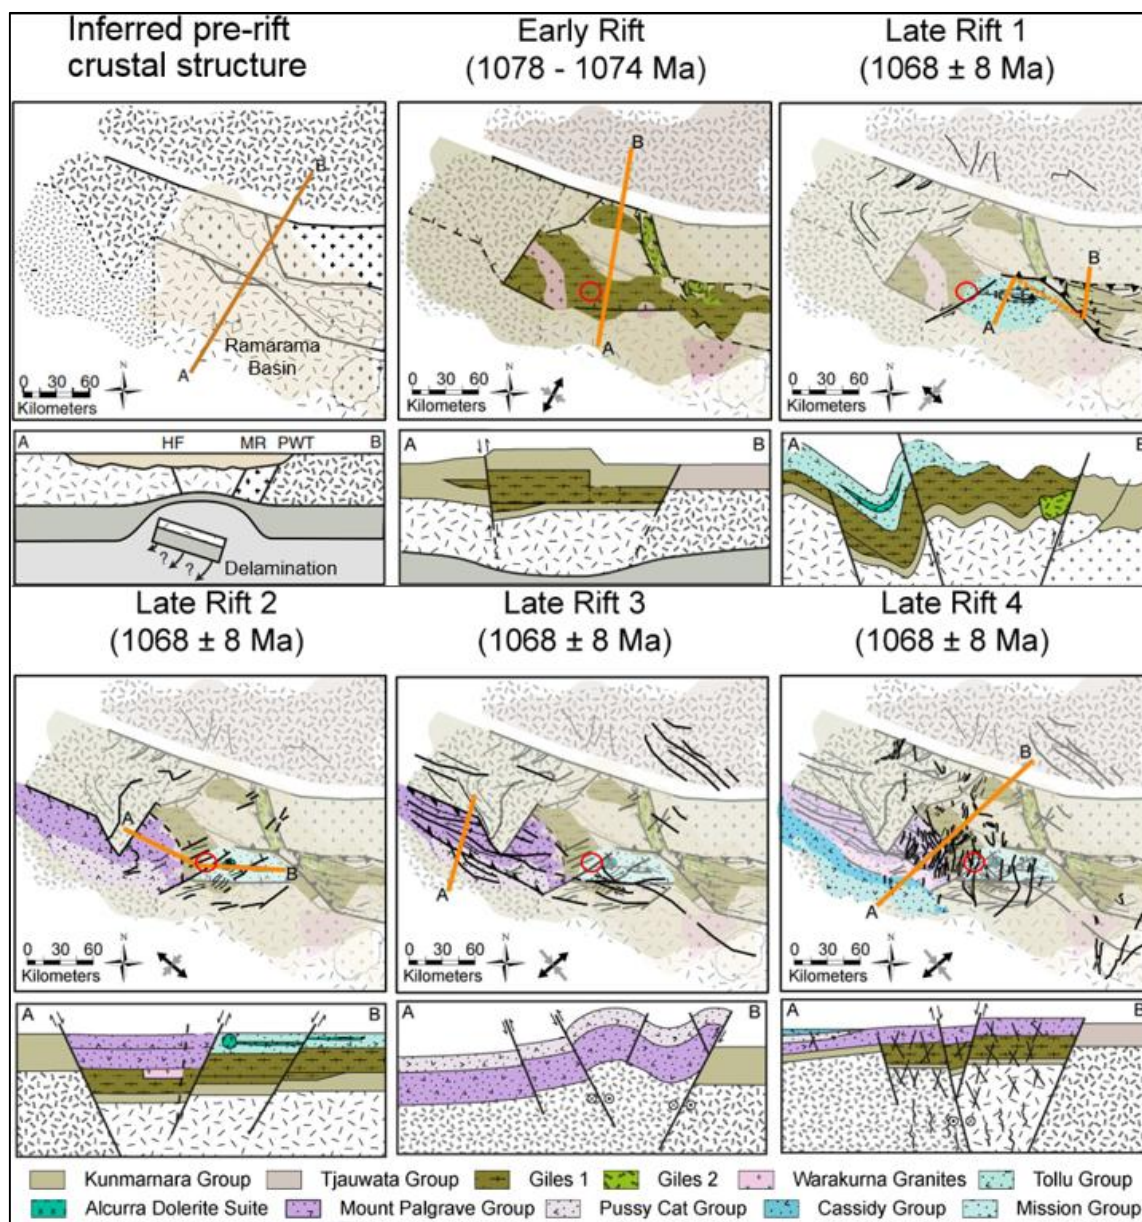 Inferred pre-rift
crustal structure
Early Rift
(1078 - 1074 Ma)
Late Rift 1
(1068 ± 8 Ma)
B
Ramarama
Basin
A
N
0 30 60
Kilometers
B
A
N
0 30 60
Kilometers
B
A
N
0 30 60
Kilometers
A HF MR PWT B
? ?
Delamination
A B
A B
Late Rift 2
(1068 ± 8 Ma)
Late Rift 3
(1068 ± 8 Ma)
Late Rift 4
(1068 ± 8 Ma)
A
B
N
0 30 60
Kilometers
A
N
0 30 60
Kilometers
B
A
N
0 30 60
Kilometers
A B
A B
A B
Kunmarnara Group Tjauwata Group Giles 1 Giles 2 Warakurna Granites Tollu Group
Alcurra Dolerite Suite Mount Palgrave Group Pussy Cat Group Cassidy Group Mission Group